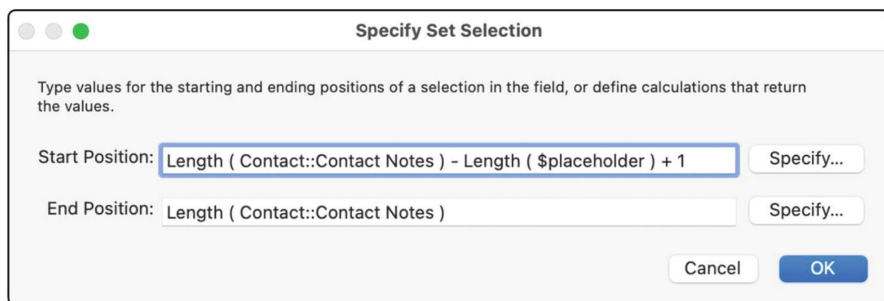 Specify Set Selection
Type values for the starting and ending positions of a selection in the field, or define calculations that return
the values.
Start Position: Length ( Contact::Contact Notes ) - Length ( $placeholder ) + 1 Specify...
End Position: Length ( Contact::Contact Notes ) Specify...
Cancel OK